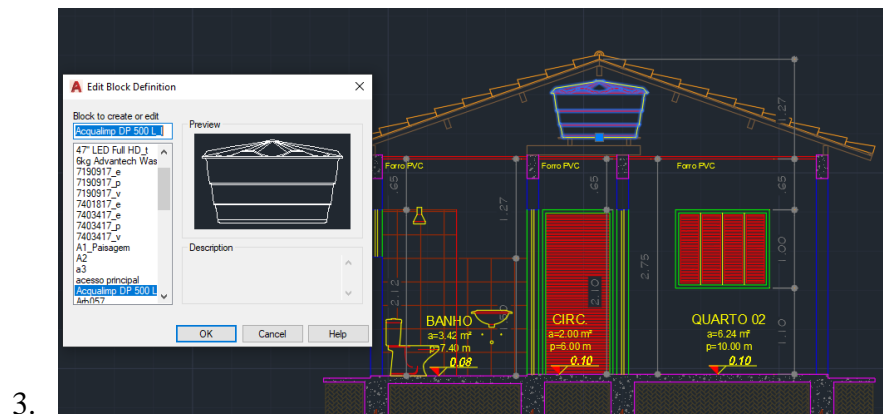 Edit Block Definition
Block to create or edit
Acqualimp DP 500 L_l
47" LED Full HD_t
6kg Advantech Was
7190917_e
7190917_p
7190917_v
7401817_e
7403417_e
7403417_p
7403417_v
A1_Paisagem
A2
a3
acesso principal
Acqualimp DP 500 L
Arb057
Preview
Description
OK
Cancel
Help
1.27
Forro PVC
Forro PVC
Forro PVC
.65
.65
.65
1.27
2.12
2.10
2.75
1.00
1.10
BANHO
a=3.42 m²
p=7.40 m
0.08
CIRC.
a=2.00 m²
p=6.00 m
0.10
QUARTO 02
a=6.24 m²
p=10.00 m
0.10
3.